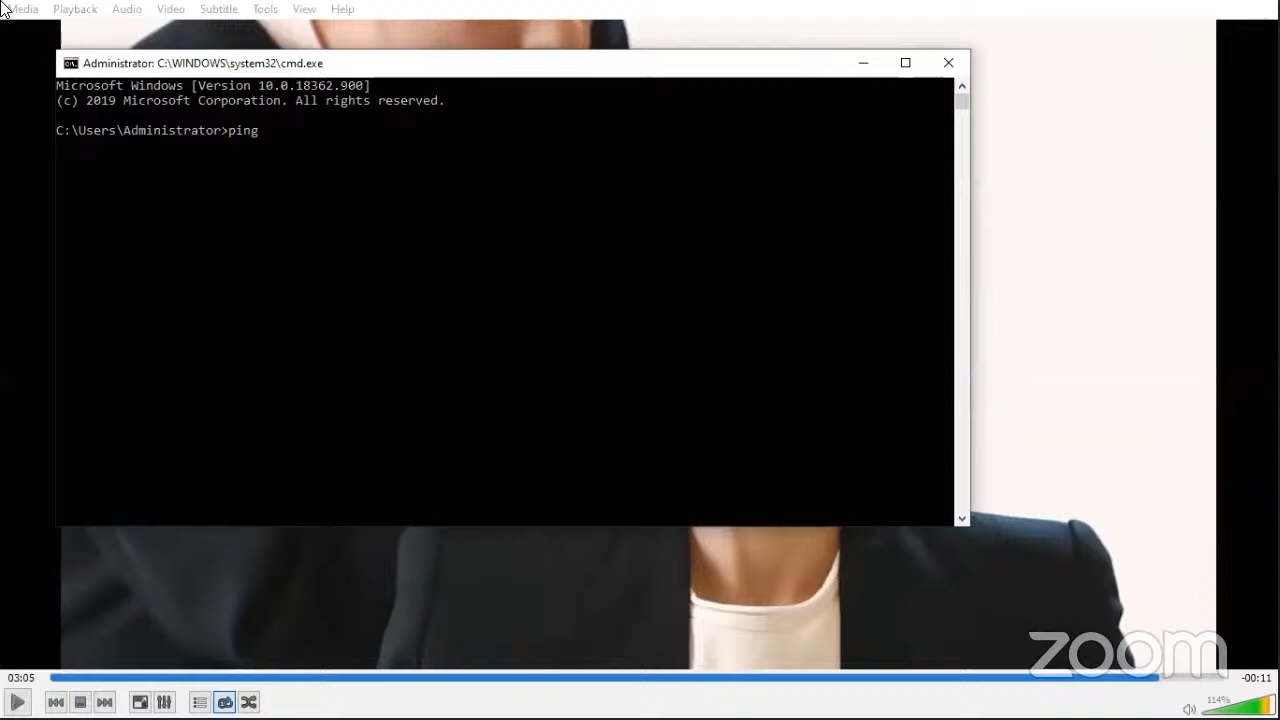 Media Playback Audio Video Subtitle Tools View Help
Administrator: C:\WINDOWS\system32\cmd.exe
Microsoft Windows [Version 10.0.18362.900]
(c) 2019 Microsoft Corporation. All rights reserved.
C:\Users\Administrator>ping
zoom
03:05 -00:11
114%